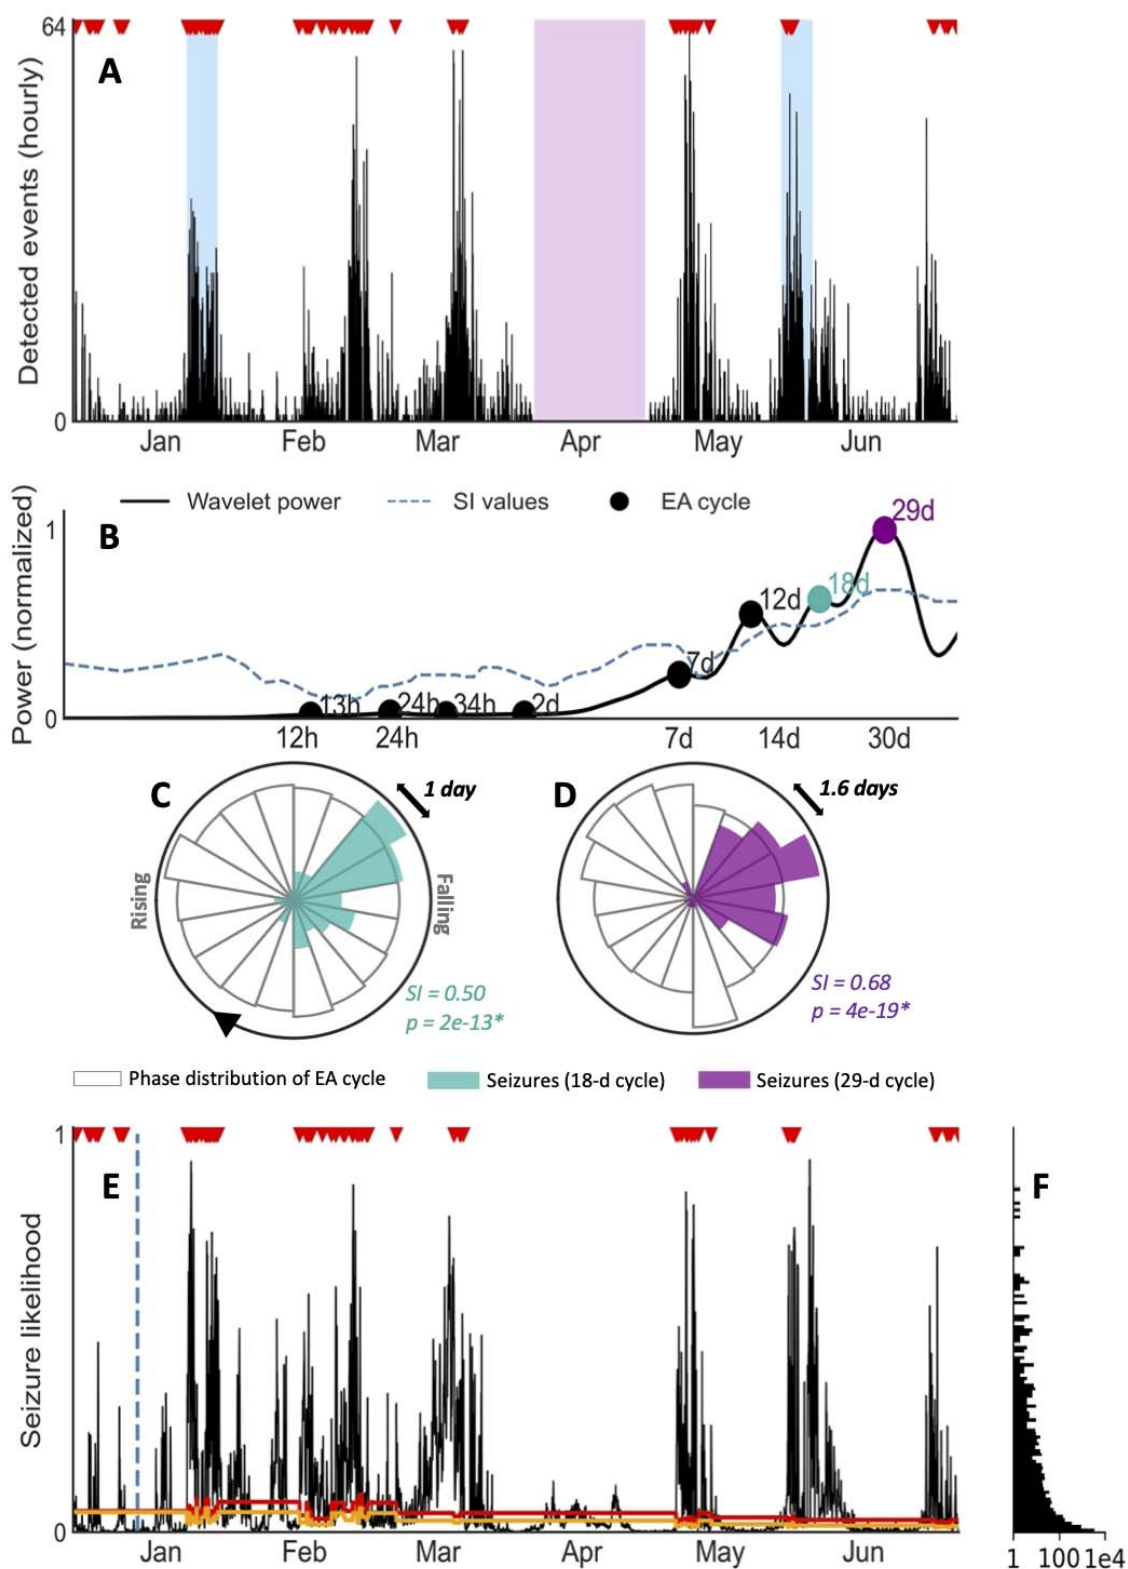 64
A
Detected events (hourly)
0
Jan Feb Mar Apr May Jun
Wavelet power SI values EA cycle
Power (normalized)
1
B
29d
18d
12d
7d
13h 24h 34h 2d
0
12h 24h 7d 14d 30d
C
1 day
D
1.6 days
Rising
Falling
SI = 0.50
p = 2e-13*
SI = 0.68
p = 4e-19*
Phase distribution of EA cycle Seizures (18-d cycle) Seizures (29-d cycle)
1
E
F
Seizure likelihood
0
Jan Feb Mar Apr May Jun
1 100 1e4